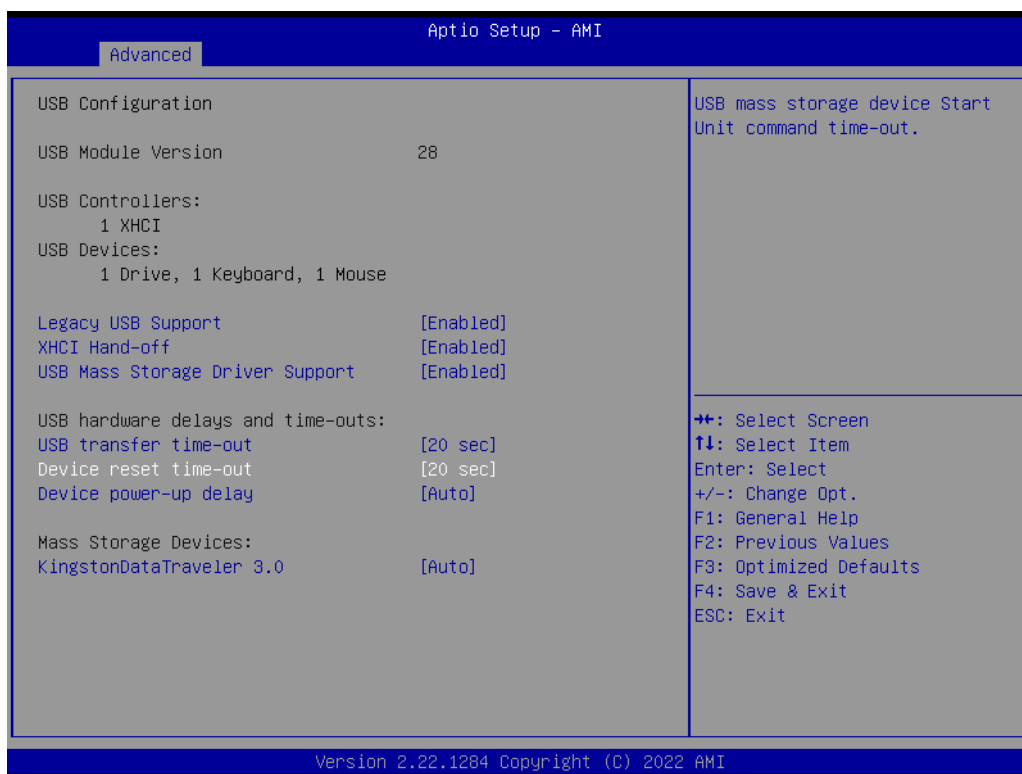 Aptio Setup - AMI
Advanced
USB Configuration
USB Module Version 28
USB Controllers:
1 XHCI
USB Devices:
1 Drive, 1 Keyboard, 1 Mouse
Legacy USB Support [Enabled]
XHCI Hand-off [Enabled]
USB Mass Storage Driver Support [Enabled]
USB hardware delays and time-outs:
USB transfer time-out [20 sec]
Device reset time-out [20 sec]
Device power-up delay [Auto]
Mass Storage Devices:
KingstonDataTraveler 3.0 [Auto]
USB mass storage device Start
Unit command time-out.
→←: Select Screen
↑↓: Select Item
Enter: Select
+/-: Change Opt.
F1: General Help
F2: Previous Values
F3: Optimized Defaults
F4: Save & Exit
ESC: Exit
Version 2.22.1284 Copyright (C) 2022 AMI